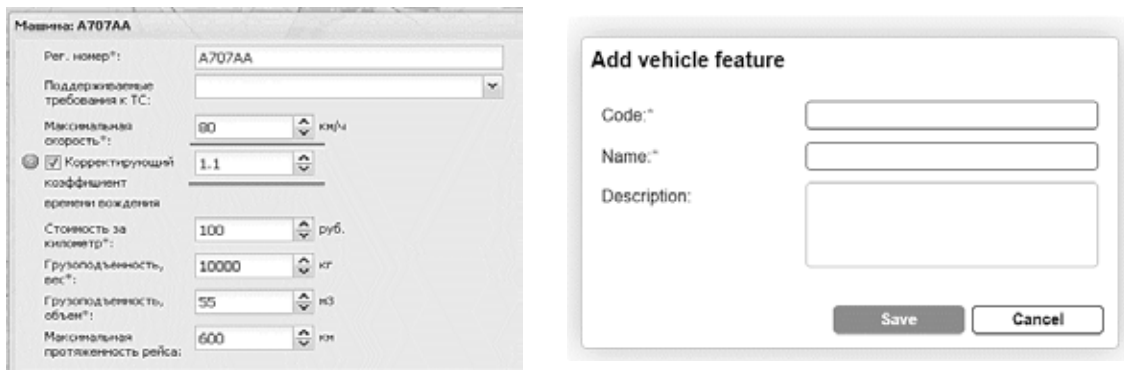 Машина: А707АА
Рег. номер*:
А707АА
Поддерживаемые
требования к ТС:
Максимальная
скорость*:
80
км/ч
Корректирующий
коэффициент
времени вождения
1.1
Стоимость за
километр*:
100
руб.
Грузоподъемность,
вес*:
10000
кг
Грузоподъемность,
объем*:
55
м3
Максимальная
протяженность рейса:
600
км
Add vehicle feature
Code:*
Name:*
Description:
Save
Cancel